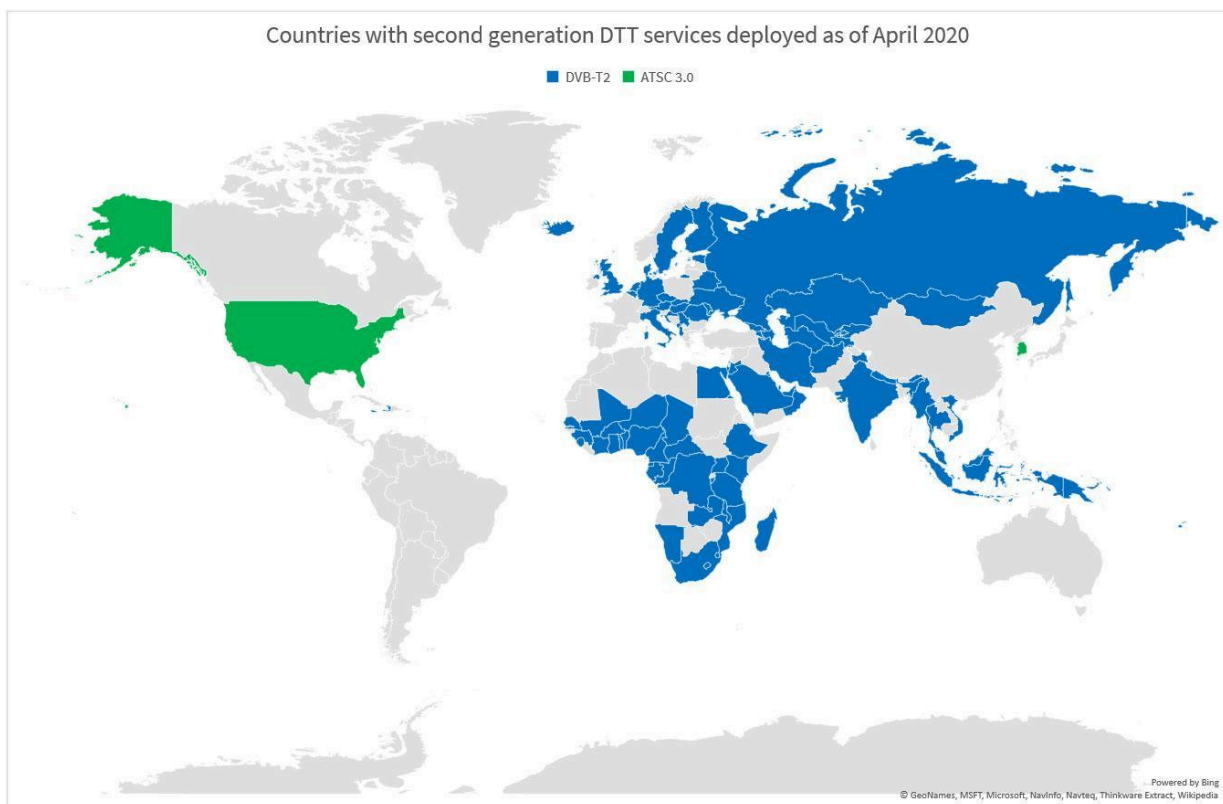 Countries with second generation DTT services deployed as of April 2020
DVB-T2 ATSC 3.0
Powered by Bing
© GeoNames, MSFT, Microsoft, NavInfo, Navteq, Thinkware Extract, Wikipedia